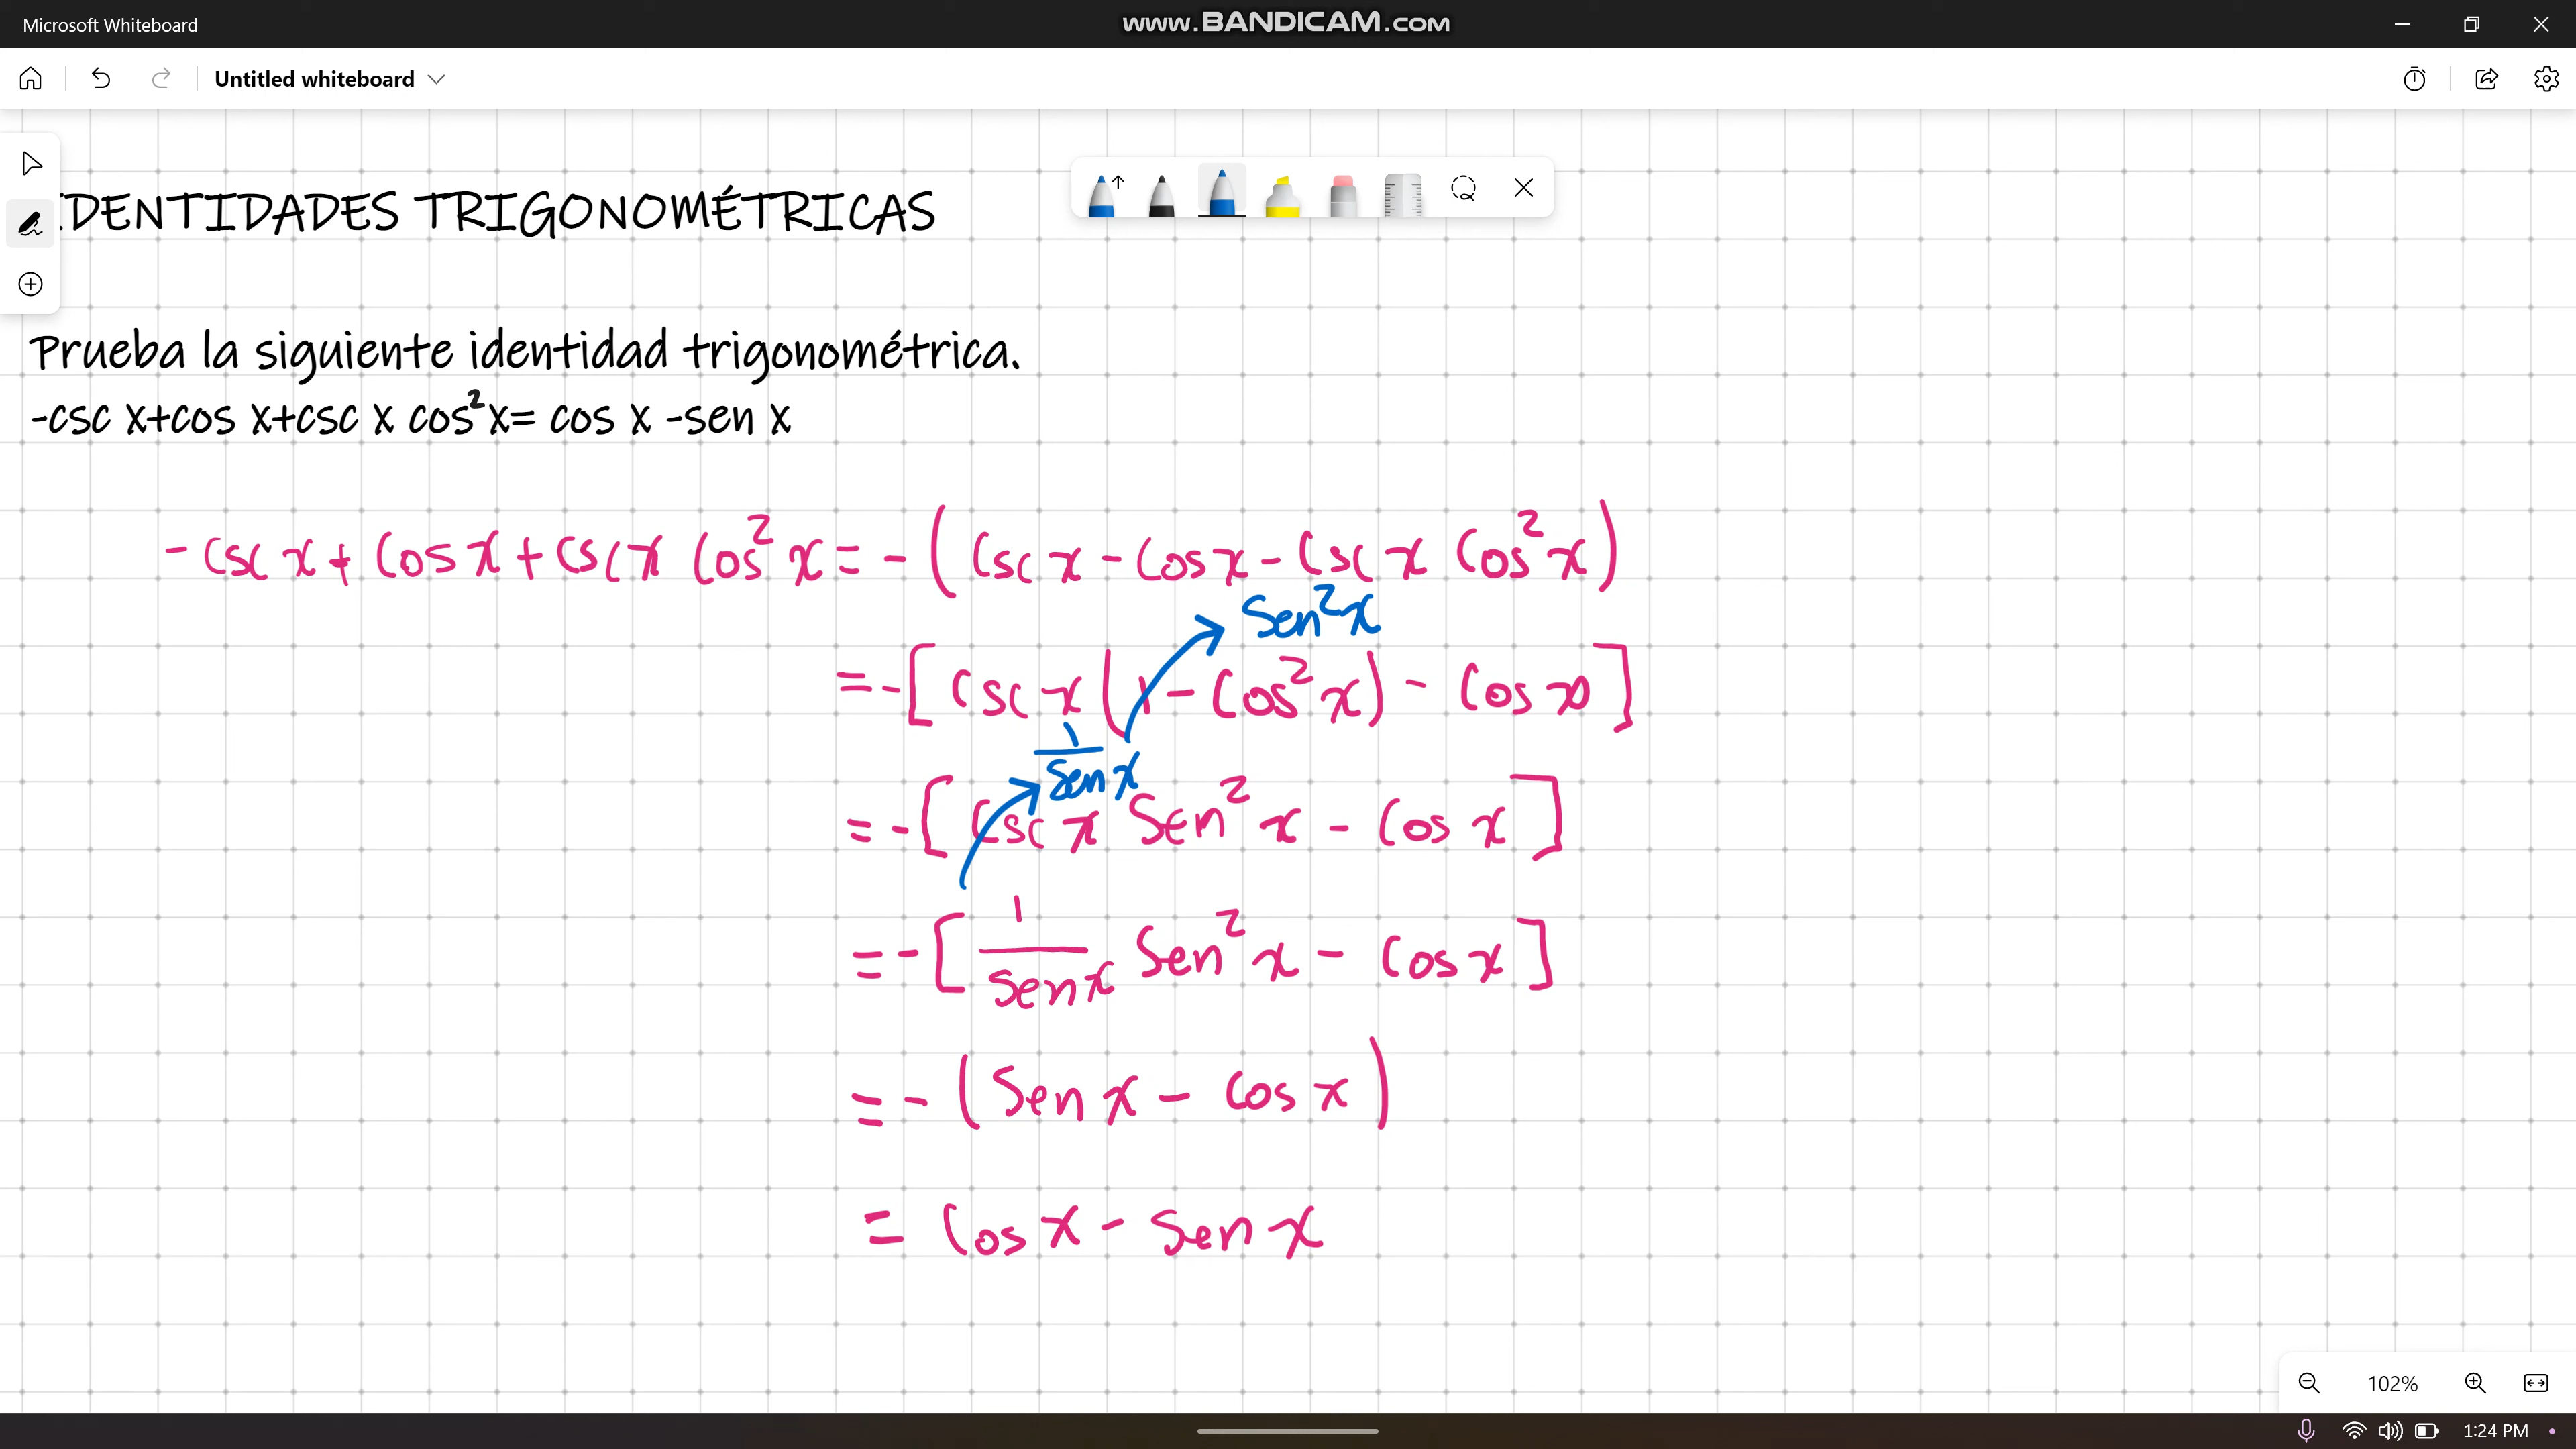 Microsoft Whiteboard
www.BANDICAM.com
Untitled whiteboard
IDENTIDADES TRIGONOMÉTRICAS
Prueba la siguiente identidad trigonométrica.
-csc x+cos x+csc x cos²x= cos x -sen x
- Csc x + Cos x + Csc x Cos² x = - (Csc x - Cos x - Csc x Cos² x)
Sen² x
= - [Csc x (1 - Cos² x) - Cos x]
1/Sen x
= - [Csc x Sen² x - Cos x]
= - [1/Sen x Sen² x - Cos x]
= - (Sen x - Cos x)
= Cos x - Sen x
102%
1:24 PM